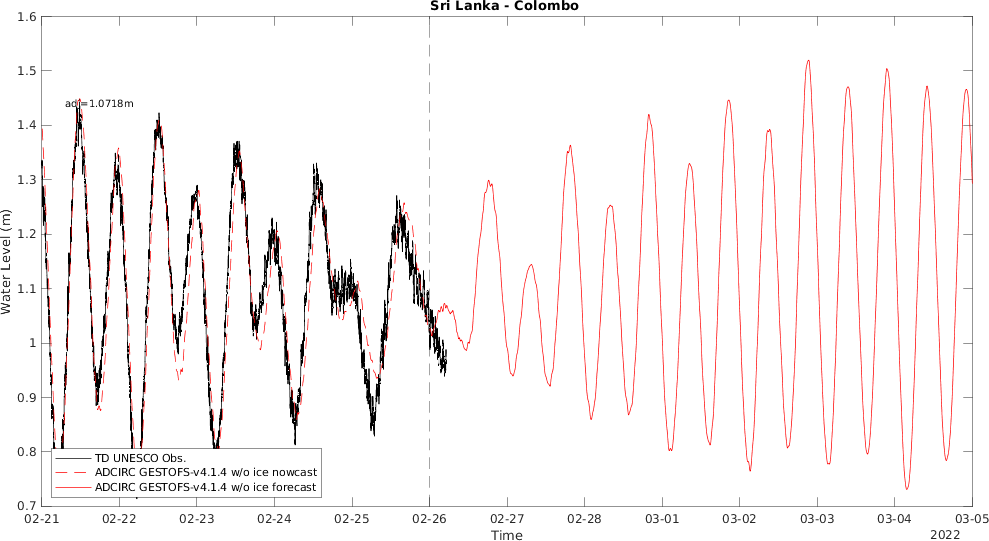 Sri Lanka - Colombo
1.6
1.5
1.4
1.3
1.2
1.1
1
0.9
0.8
0.7
Water Level (m)
adj=1.0718m
TD UNESCO Obs.
ADCIRC GESTOFS-v4.1.4 w/o ice nowcast
ADCIRC GESTOFS-v4.1.4 w/o ice forecast
02-21 02-22 02-23 02-24 02-25 02-26 02-27 02-28 03-01 03-02 03-03 03-04 03-05
Time
2022